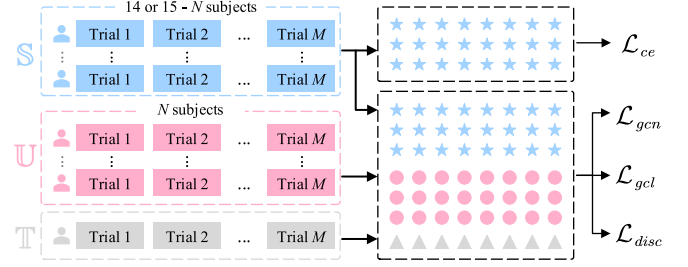 14 or 15 - N subjects
𝕊
Trial 1 Trial 2 ... Trial M
⋮ ⋮ ⋮ ⋮
Trial 1 Trial 2 ... Trial M
ℒce
N subjects
𝕌
Trial 1 Trial 2 ... Trial M
⋮ ⋮ ⋮ ⋮
Trial 1 Trial 2 ... Trial M
ℒgcn
ℒgcl
𝕋
Trial 1 Trial 2 ... Trial M
ℒdisc